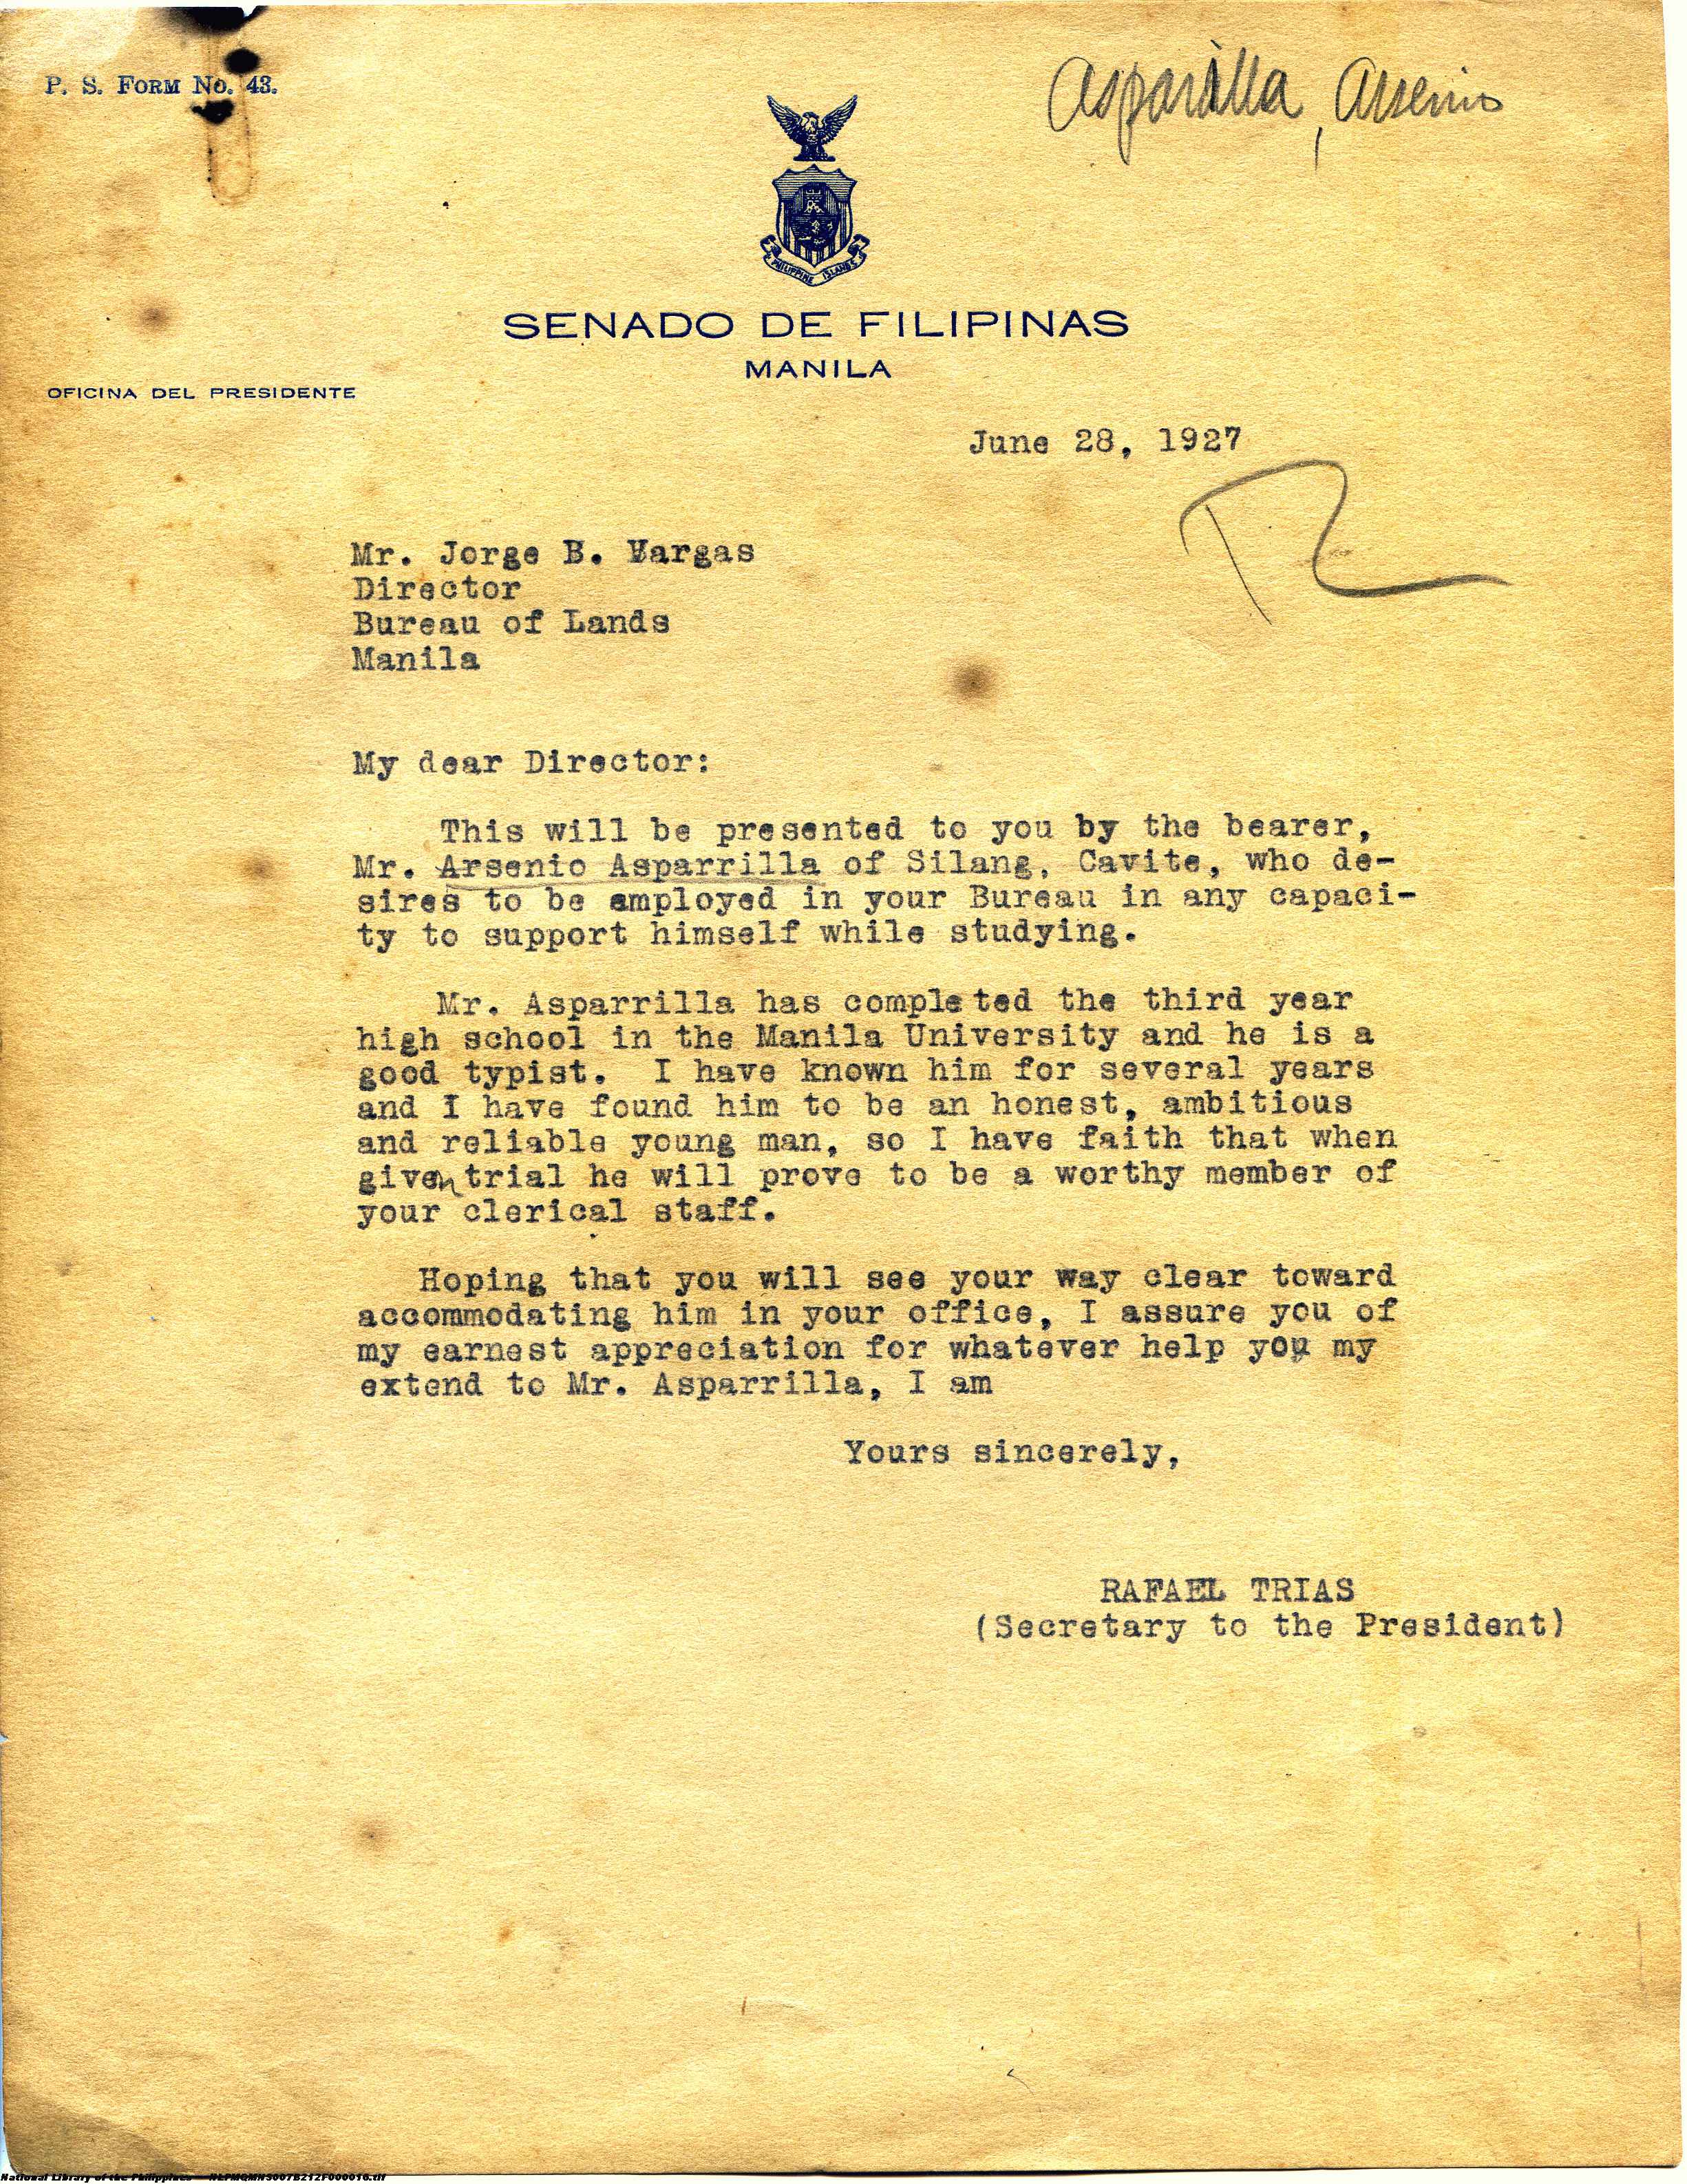 P. S. FORM No. 43.
Asparilla, Arsenio
PHILIPPINE ISLANDS
SENADO DE FILIPINAS
MANILA
OFICINA DEL PRESIDENTE
June 28, 1927
R
Mr. Jorge B. Vargas
Director
Bureau of Lands
Manila
My dear Director:
This will be presented to you by the bearer,
Mr. Arsenio Asparrilla of Silang, Cavite, who de-
sires to be employed in your Bureau in any capaci-
ty to support himself while studying.
Mr. Asparrilla has completed the third year
high school in the Manila University and he is a
good typist. I have known him for several years
and I have found him to be an honest, ambitious
and reliable young man, so I have faith that when
given trial he will prove to be a worthy member of
your clerical staff.
Hoping that you will see your way clear toward
accommodating him in your office, I assure you of
my earnest appreciation for whatever help you my
extend to Mr. Asparrilla, I am
Yours sincerely,
RAFAEL TRIAS
(Secretary to the President)
National Library of the Philippines